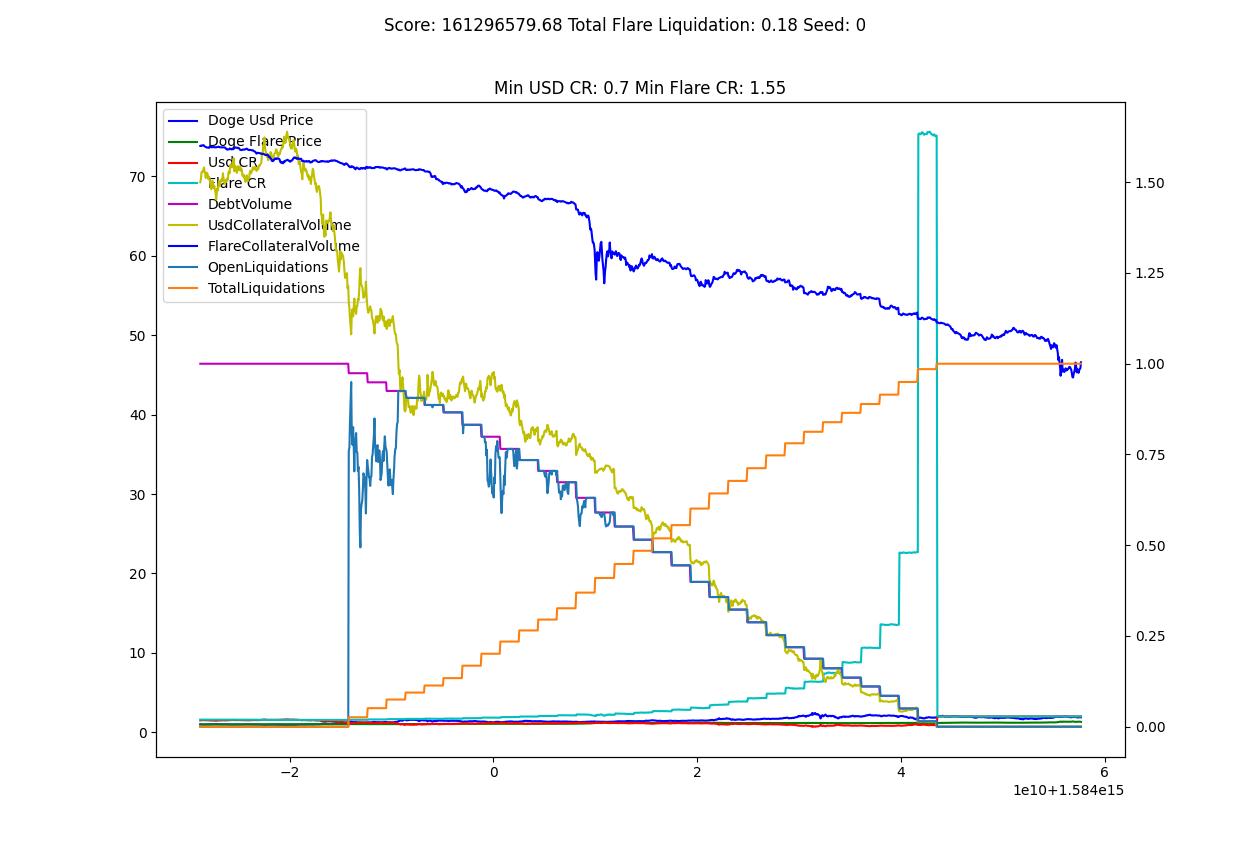 Score: 161296579.68 Total Flare Liquidation: 0.18 Seed: 0
Min USD CR: 0.7 Min Flare CR: 1.55
Doge Usd Price
Doge Flare Price
Usd CR
Flare CR
DebtVolume
UsdCollateralVolume
FlareCollateralVolume
OpenLiquidations
TotalLiquidations
70
60
50
40
30
20
10
0
1.50
1.25
1.00
0.75
0.50
0.25
0.00
−2
0
2
4
6
1e10+1.584e15